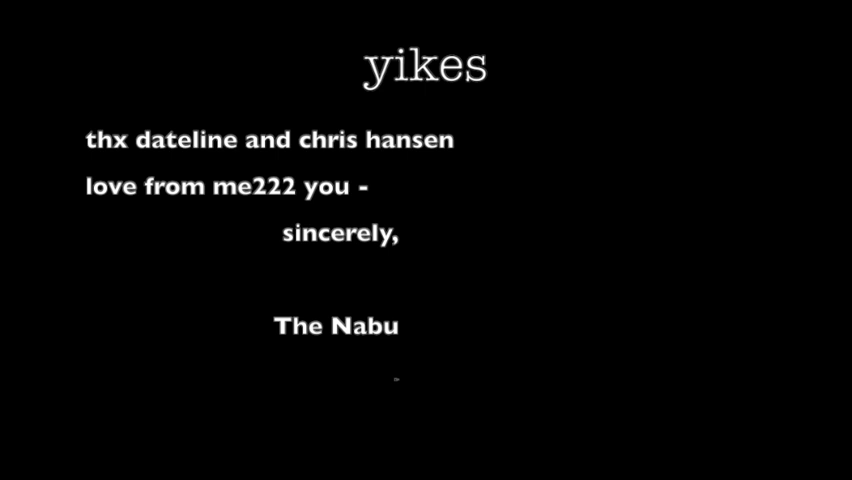 yikes
thx dateline and chris hansen
love from me222 you -
sincerely,
The Nabu